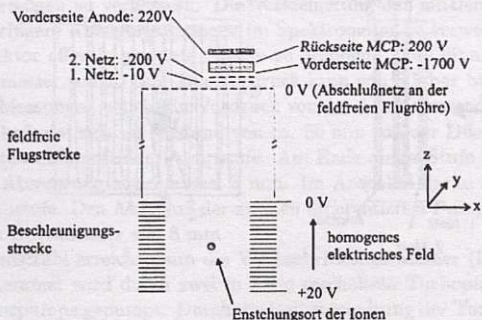 Vorderseite Anode: 220V
2. Netz: -200 V
1. Netz: -10 V
Rückseite MCP: 200 V
Vorderseite MCP: -1700 V
0 V (Abschlußnetz an der
feldfreien Flugröhre)
feldfreie
Flugstrecke
Beschleunigungs-
strecke
0 V
homogenes
elektrisches Feld
+20 V
Enstchungsort der Ionen
z
y
x